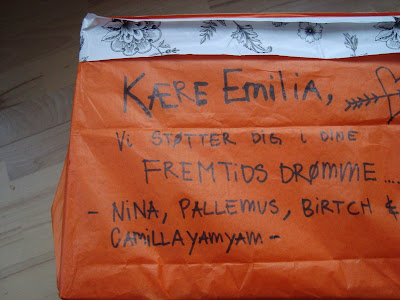 KÆRE EMILIA,
Vi STØTTER DIG I DINE
FREMTIDS DRØMME ....
- NINA, PALLEMUS, BIRTCH &
CAMILLAYAMYAM -